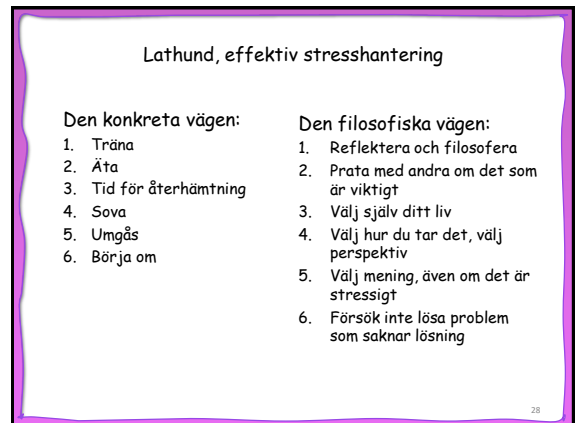 Lathund, effektiv stresshantering
Den konkreta vägen:
1. Träna
2. Äta
3. Tid för återhämtning
4. Sova
5. Umgås
6. Börja om
Den filosofiska vägen:
1. Reflektera och filosofera
2. Prata med andra om det som
är viktigt
3. Välj själv ditt liv
4. Välj hur du tar det, välj
perspektiv
5. Välj mening, även om det är
stressigt
6. Försök inte lösa problem
som saknar lösning
28